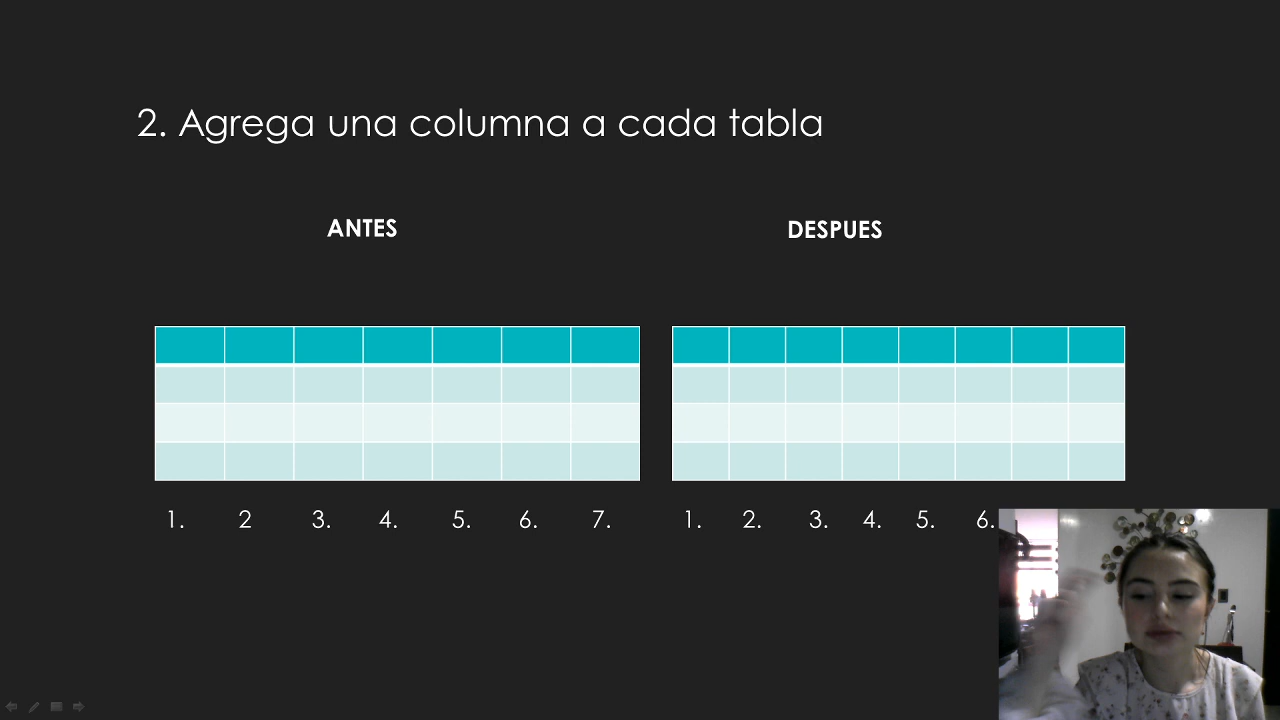 2. Agrega una columna a cada tabla
ANTES
DESPUES
1. 2 3. 4. 5. 6. 7.
1. 2. 3. 4. 5. 6.